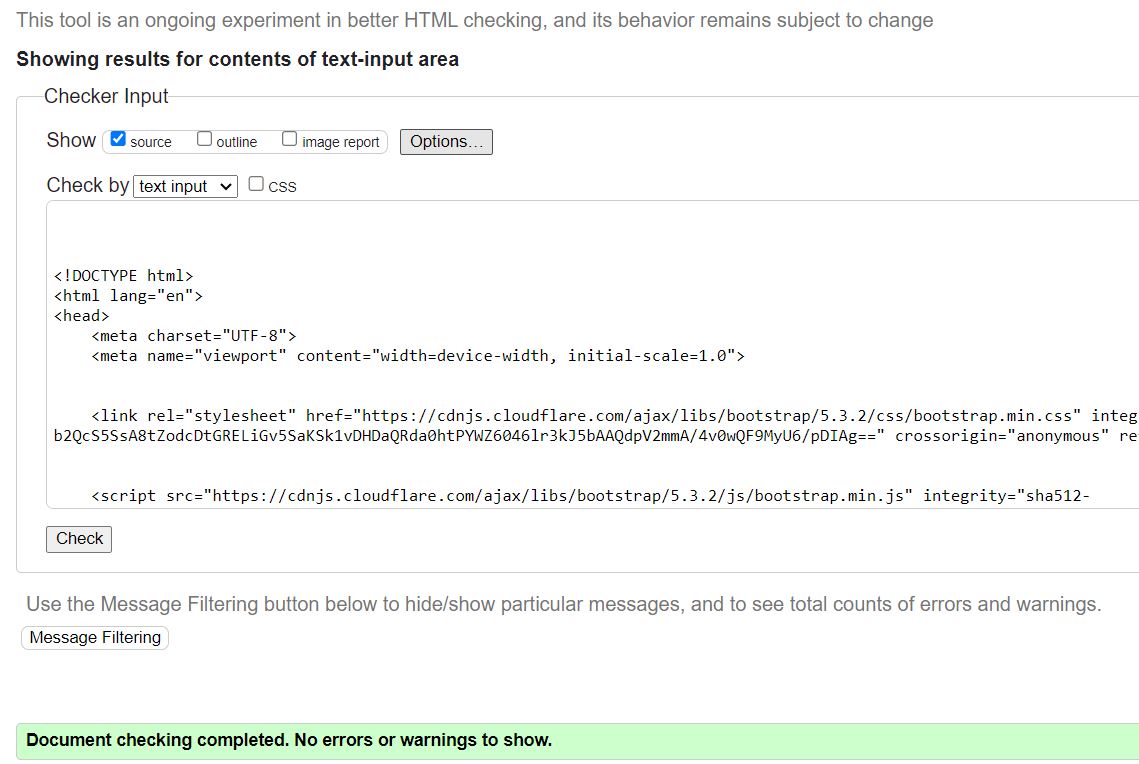 This tool is an ongoing experiment in better HTML checking, and its behavior remains subject to change
Showing results for contents of text-input area
Checker Input
Show source outline image report Options...
Check by text input CSS
<!DOCTYPE html>
<html lang="en">
<head>
    <meta charset="UTF-8">
    <meta name="viewport" content="width=device-width, initial-scale=1.0">
    <link rel="stylesheet" href="https://cdnjs.cloudflare.com/ajax/libs/bootstrap/5.3.2/css/bootstrap.min.css" integ
b2QcS5SsA8tZodcDtGRELiGv5SaKSk1vDHDaQRda0htPYWZ6046lr3kJ5bAAQdpV2mmA/4v0wQF9MyU6/pDIAg==" crossorigin="anonymous" re
    <script src="https://cdnjs.cloudflare.com/ajax/libs/bootstrap/5.3.2/js/bootstrap.min.js" integrity="sha512-
Check
Use the Message Filtering button below to hide/show particular messages, and to see total counts of errors and warnings.
Message Filtering
Document checking completed. No errors or warnings to show.